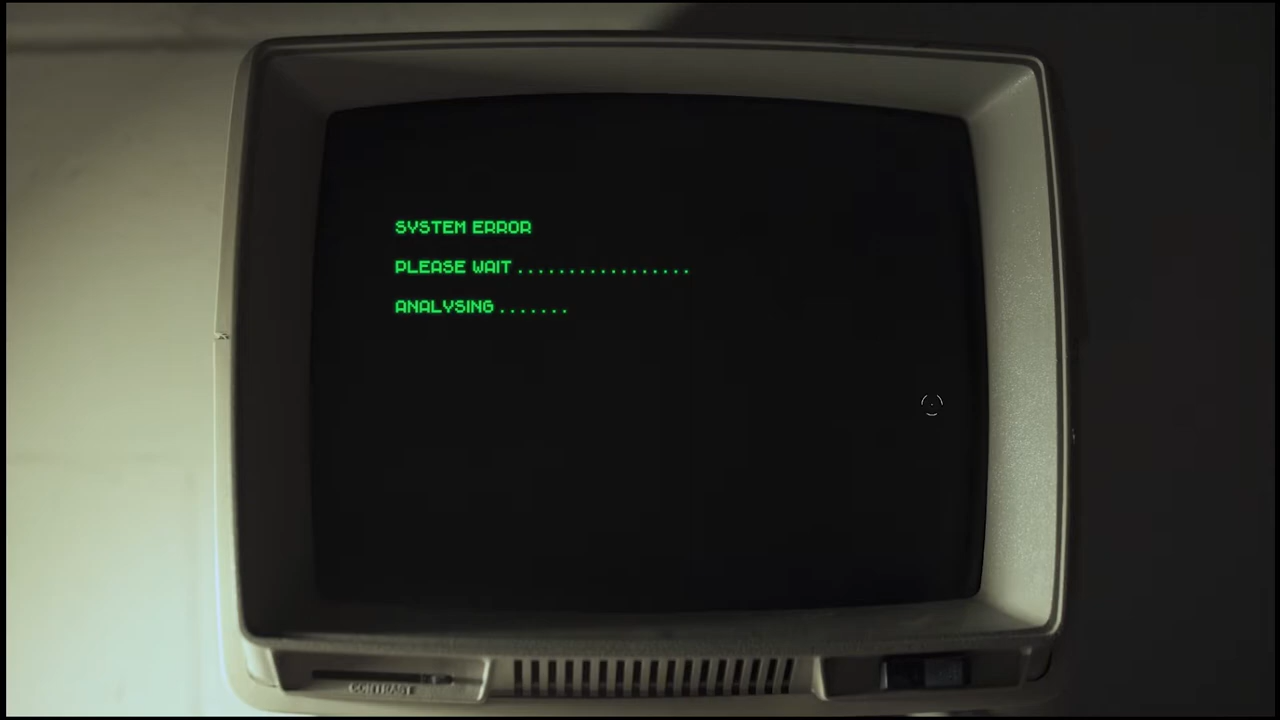 SYSTEM ERROR
PLEASE WAIT .................
ANALYSING .......
CONTRAST